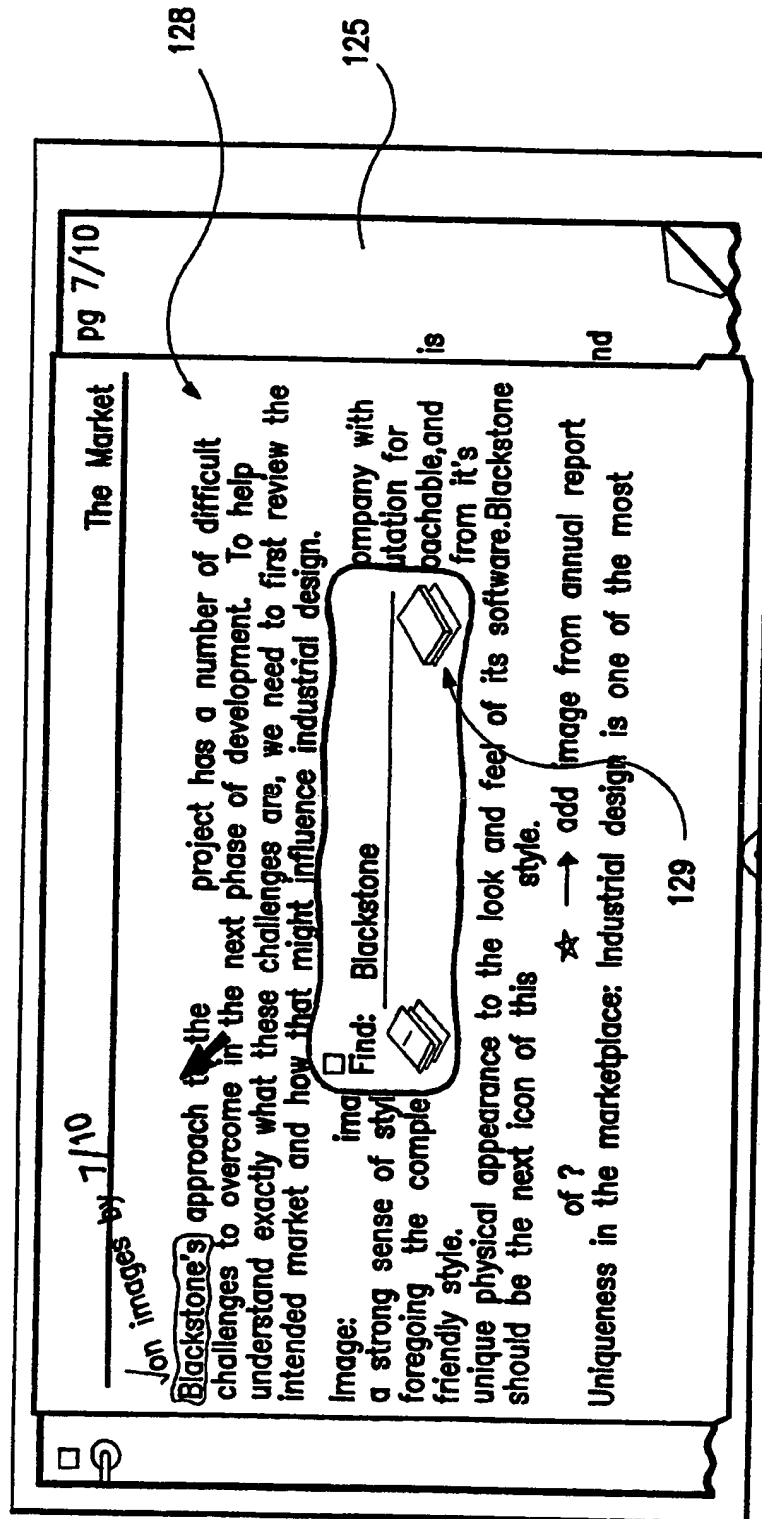 128
125
pg 7/10
The Market
Jon images by 7/10
Blackstone's approach t the project has a number of difficult
challenges to overcome in the next phase of development. To help
understand exactly what these challenges are, we need to first review the
intended market and how that might influence industrial design.
Image: ima ompany with
is
a strong sense of styl utation for
foregoing the comple oachable,and
friendly style. from it's
unique physical appearance to the look and feel of its software.Blackstone
should be the next icon of this style.
nd
Find: Blackstone
of ? ☆ → add image from annual report
Uniqueness in the marketplace: Industrial design is one of the most
129